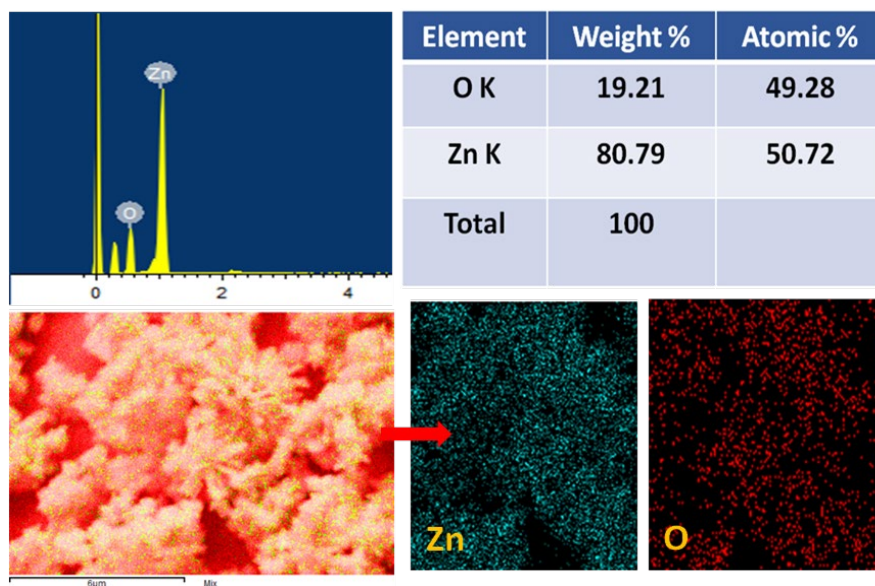 Zn
O
0 2 4
Element Weight % Atomic %
O K 19.21 49.28
Zn K 80.79 50.72
Total 100
6μm Mix
Zn
O